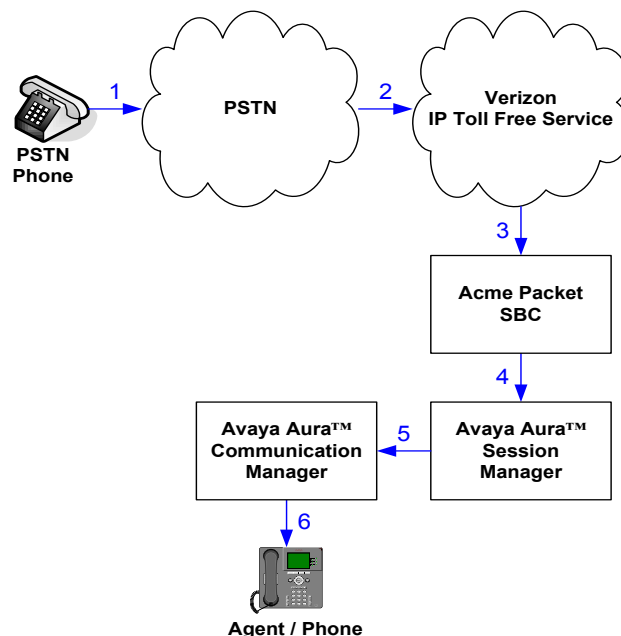 1
PSTN
2
Verizon
IP Toll Free Service
PSTN
Phone
3
Acme Packet
SBC
4
Avaya Aura™
Communication
Manager
5
Avaya Aura™
Session
Manager
6
Agent / Phone